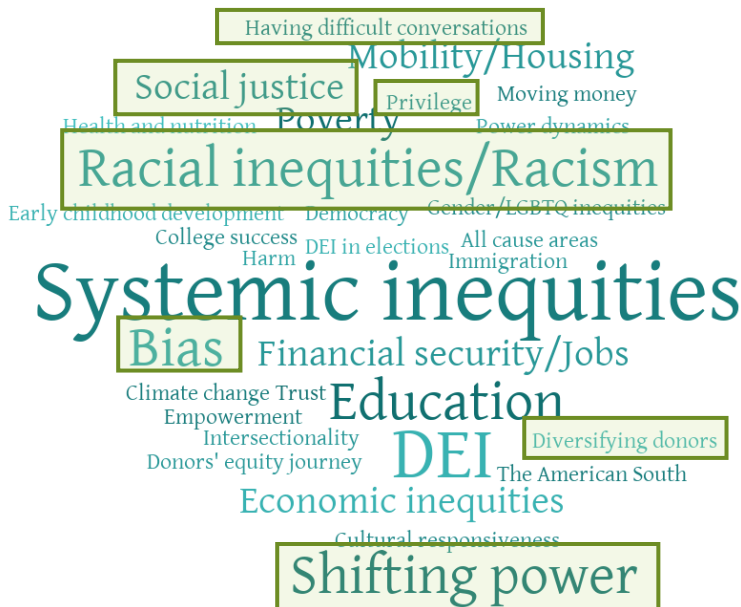 Having difficult conversations
Mobility/Housing
Social justice
Privilege
Moving money
Poverty
Health and nutrition
Power dynamics
Racial inequities/Racism
Early childhood development
Democracy
Gender/LGBTQ inequities
College success
DEI in elections
All cause areas
Harm
Immigration
Systemic inequities
Bias
Financial security/Jobs
Climate change
Trust
Education
Empowerment
Intersectionality
DEI
Diversifying donors
Donors' equity journey
The American South
Economic inequities
Cultural responsiveness
Shifting power